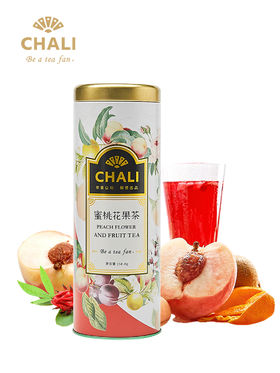 CHALI
Be a tea fan
CHALI
蜜桃花果茶
PEACH FLOWER
AND FRUIT TEA
Be a tea fan